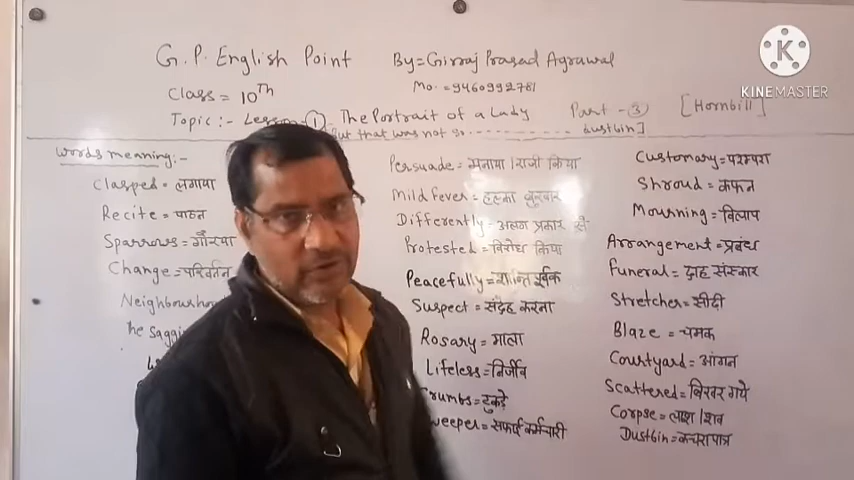 G.P. English Point By=Girraj Prasad Agrawal
Class = 10Th Mo. = 9460992781
Topic :- Lesson-① The Portrait of a Lady Part-③ [Hornbill]
But that was not so ............... dustbin]
KINEMASTER
Words meaning:-
Clasped = लगाया
Recite = पाठन
Sparrows = गौरैया
Change = परिवर्तन
The
Persuade = मनाया / राजी किया
Mild fever = हल्का बुखार
Differently = अलग प्रकार से
Protested = विरोध किया
Peacefully = शान्ति पूर्वक
Suspect = संदेह करना
Rosary = माला
Lifeless = निर्जीव
= टुकड़े
= सफाई कर्मचारी
Customary = परम्परा
Shroud = कफन
Mourning = विलाप
Arrangement = प्रबंध
Funeral = दाह संस्कार
Stretcher = सीढी
Blaze = चमक
Courtyard = आंगन
Scattered = बिखर गये
Corpse = लाश / शव
Dustbin = कचरापात्र